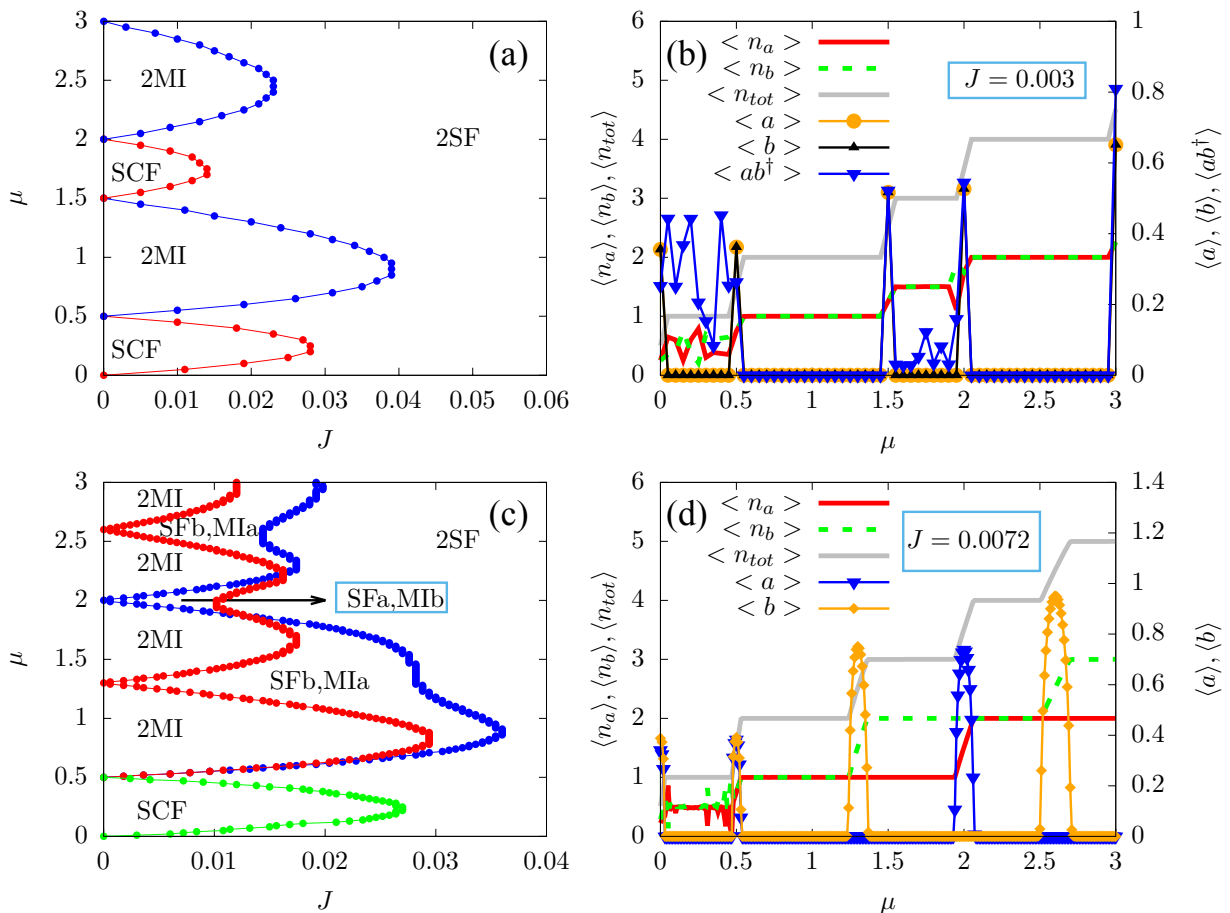 (a)
3
2.5
2
1.5
1
0.5
0
μ
2MI
SCF
2MI
SCF
2SF
0
0.01
0.02
0.03
0.04
0.05
0.06
J
(b)
6
5
4
3
2
1
0
⟨n_a⟩, ⟨n_b⟩, ⟨n_tot⟩
< n_a >
< n_b >
< n_tot >
< a >
< b >
< ab† >
J = 0.003
1
0.8
0.6
0.4
0.2
0
⟨a⟩, ⟨b⟩, ⟨ab†⟩
0
0.5
1
1.5
2
2.5
3
μ
(c)
3
2.5
2
1.5
1
0.5
0
μ
2MI
SFb,MIa
2MI
2SF
SFa,MIb
2MI
SFb,MIa
2MI
SCF
0
0.01
0.02
0.03
0.04
J
(d)
6
5
4
3
2
1
0
⟨n_a⟩, ⟨n_b⟩, ⟨n_tot⟩
< n_a >
< n_b >
< n_tot >
< a >
< b >
J = 0.0072
1.4
1.2
1
0.8
0.6
0.4
0.2
0
⟨a⟩, ⟨b⟩
0
0.5
1
1.5
2
2.5
3
μ